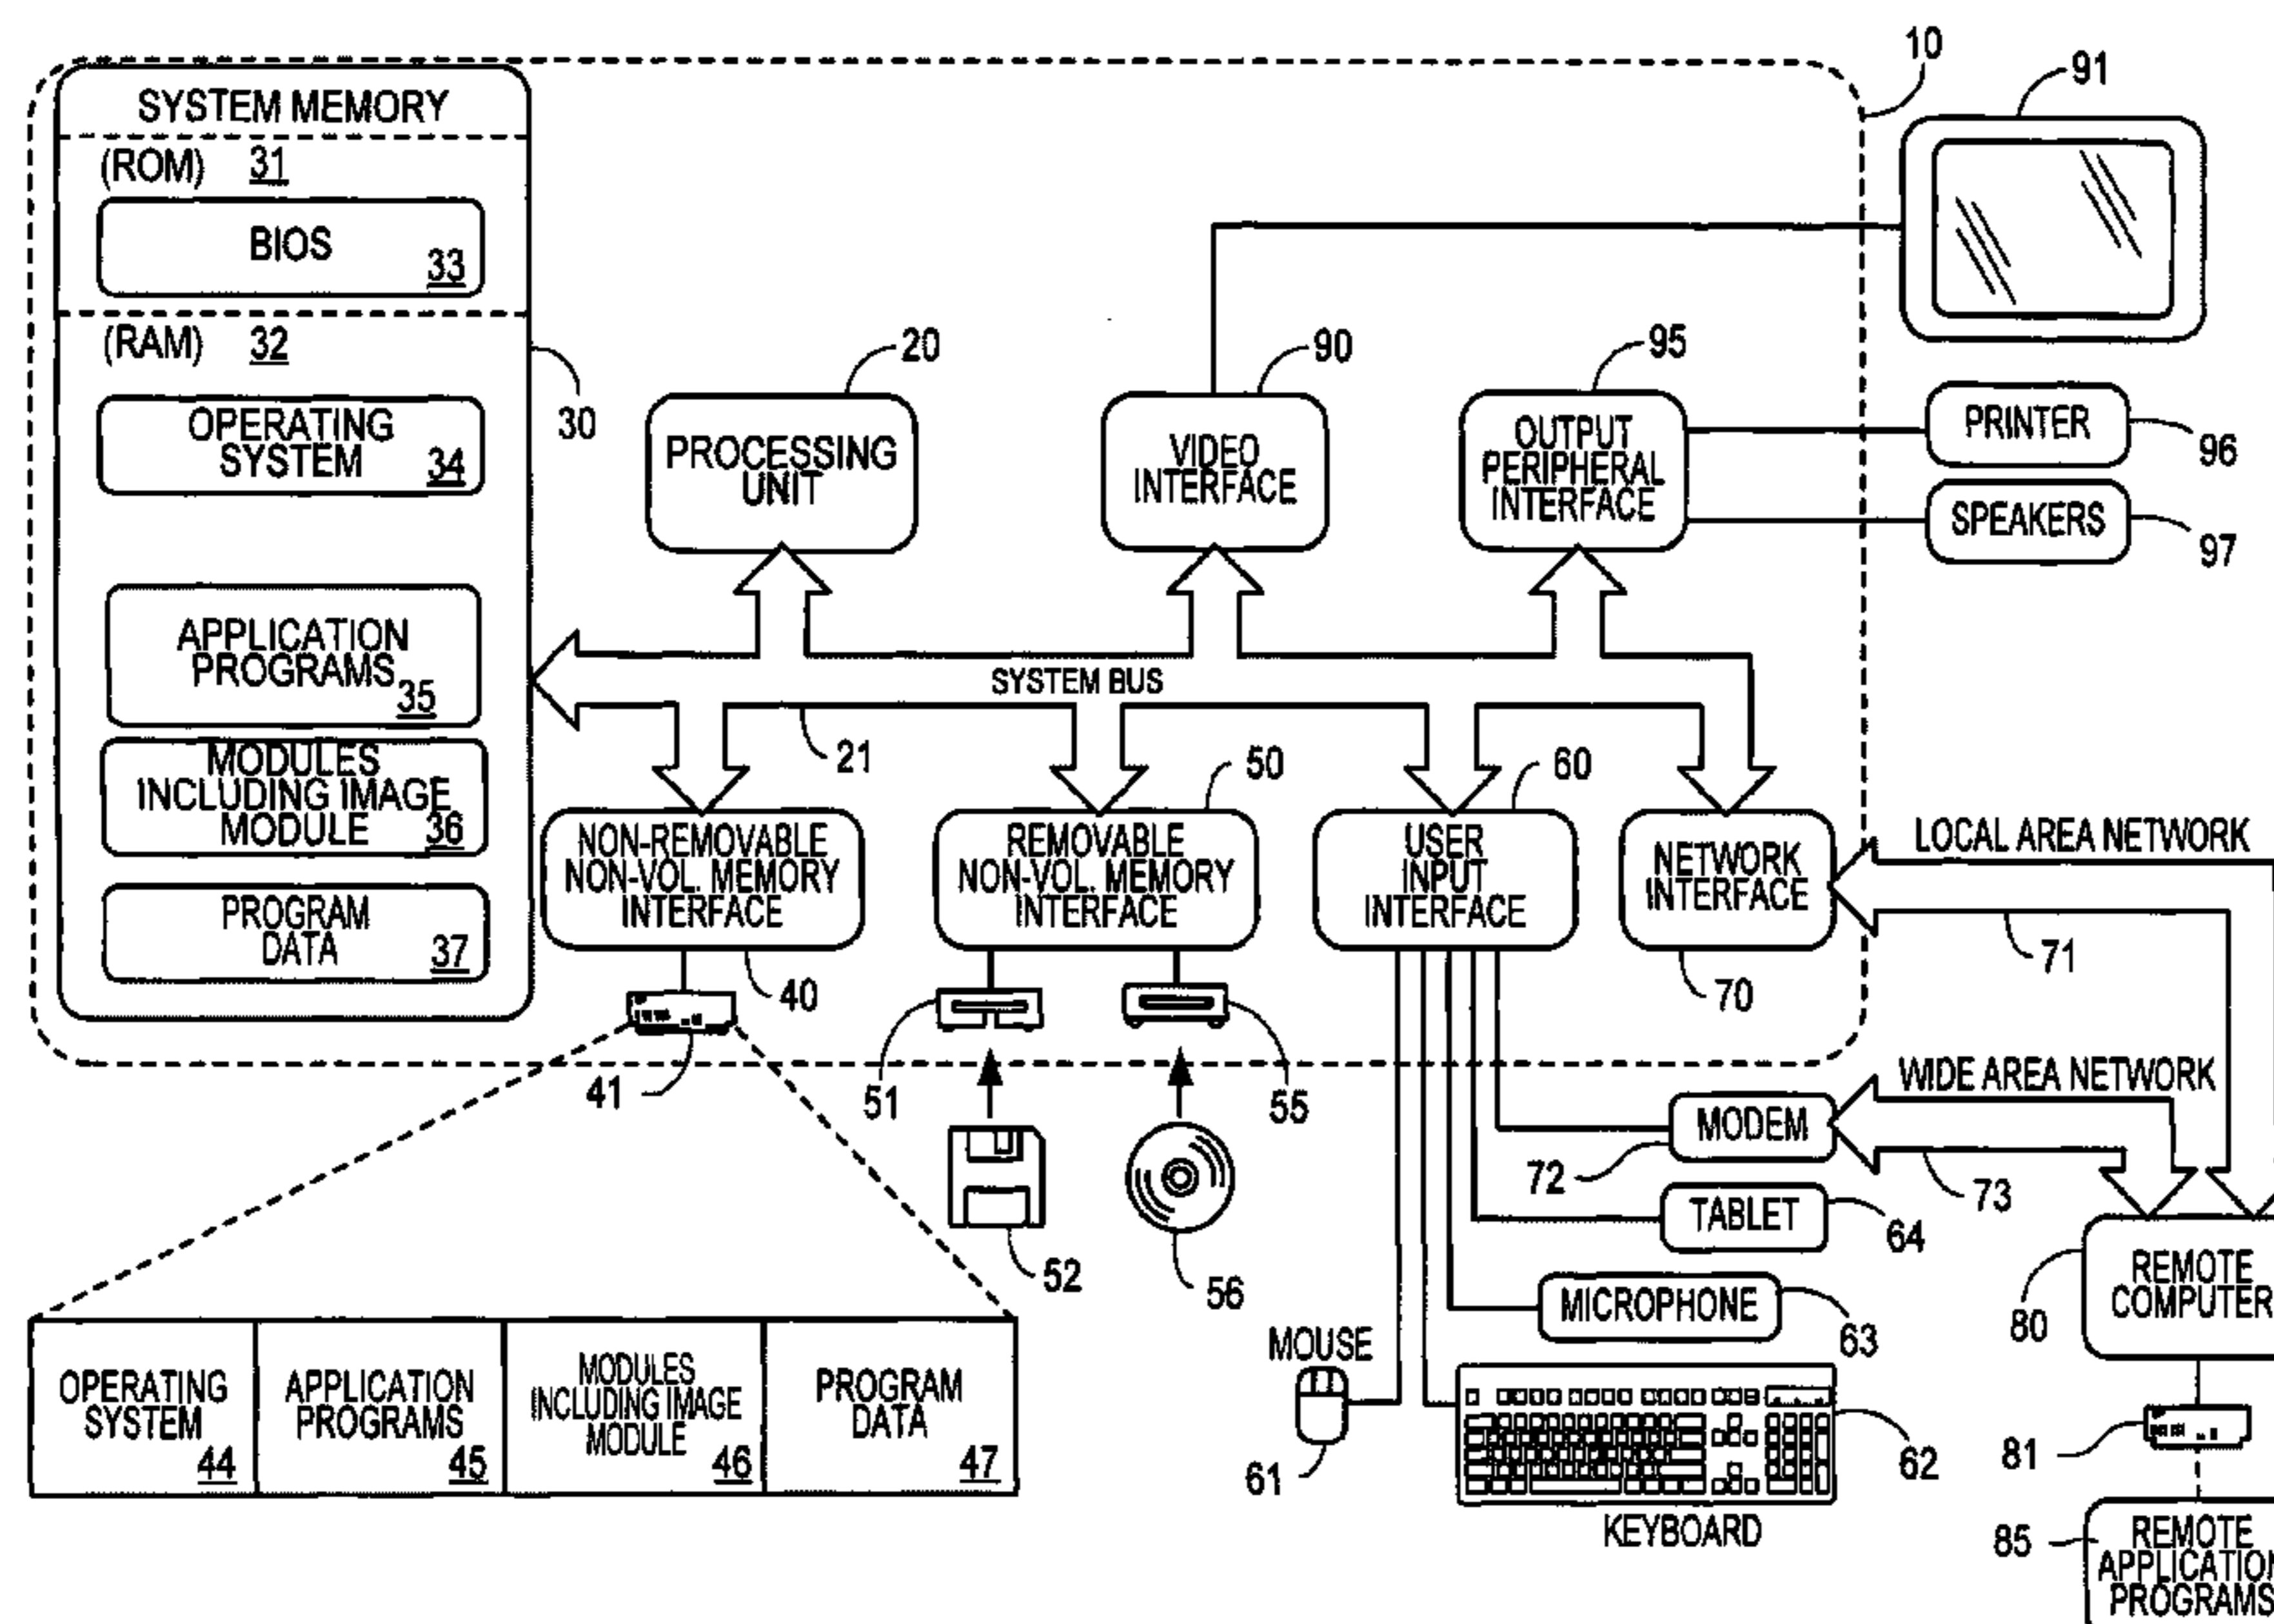 10
91
SYSTEM MEMORY
(ROM) 31
BIOS
33
(RAM) 32
OPERATING
SYSTEM
34
30
APPLICATION
PROGRAMS
35
MODULES
INCLUDING IMAGE
MODULE
36
PROGRAM
DATA
37
20
PROCESSING
UNIT
90
VIDEO
INTERFACE
95
OUTPUT
PERIPHERAL
INTERFACE
PRINTER
96
SPEAKERS
97
SYSTEM BUS
21
50
60
NON-REMOVABLE
NON-VOL. MEMORY
INTERFACE
40
REMOVABLE
NON-VOL. MEMORY
INTERFACE
USER
INPUT
INTERFACE
NETWORK
INTERFACE
70
LOCAL AREA NETWORK
71
41
51
55
52
56
WIDE AREA NETWORK
MODEM
72
73
TABLET
64
MICROPHONE
63
MOUSE
61
62
KEYBOARD
80
REMOTE
COMPUTER
81
85
REMOTE
APPLICATION
PROGRAMS
OPERATING
SYSTEM
44
APPLICATION
PROGRAMS
45
MODULES
INCLUDING IMAGE
MODULE
46
PROGRAM
DATA
47